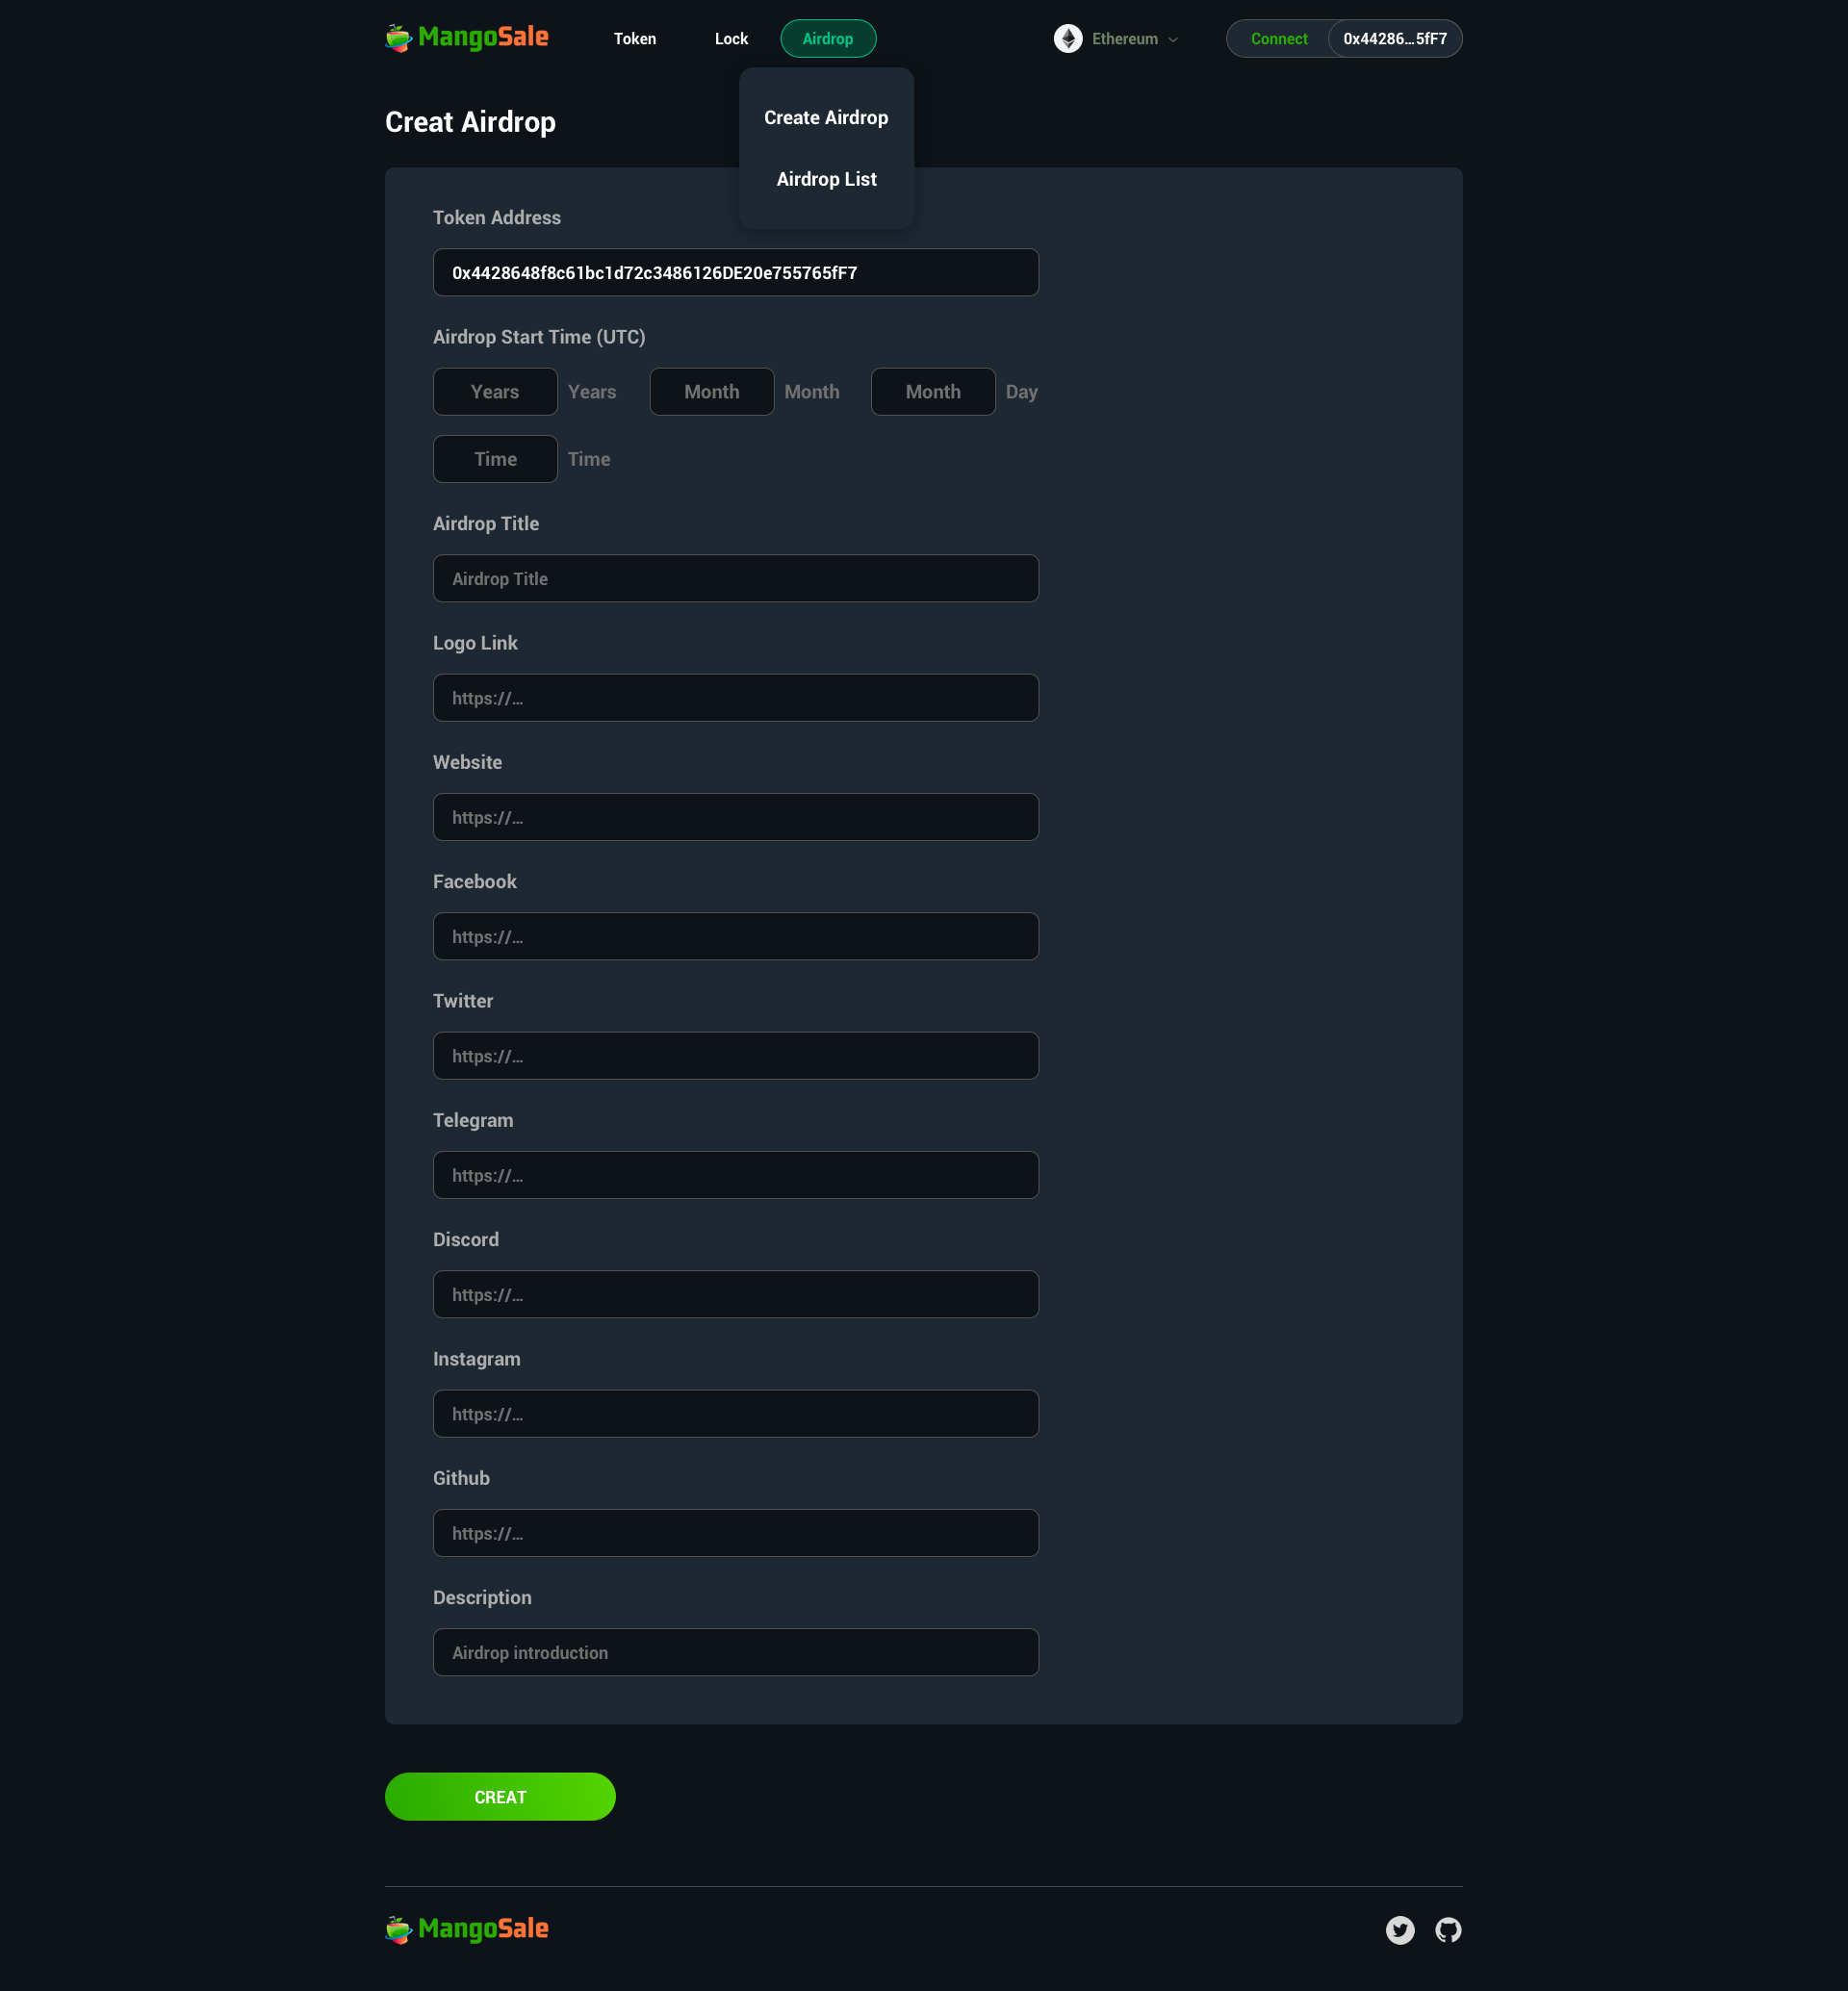 MangoSale
Token Lock Airdrop Ethereum Connect 0x44286...5fF7
Create Airdrop
Airdrop List
Creat Airdrop
Token Address
0x4428648f8c61bc1d72c3486126DE20e755765fF7
Airdrop Start Time (UTC)
Years Years Month Month Month Day
Time Time
Airdrop Title
Airdrop Title
Logo Link
https://...
Website
https://...
Facebook
https://...
Twitter
https://...
Telegram
https://...
Discord
https://...
Instagram
https://...
Github
https://...
Description
Airdrop introduction
CREAT
MangoSale